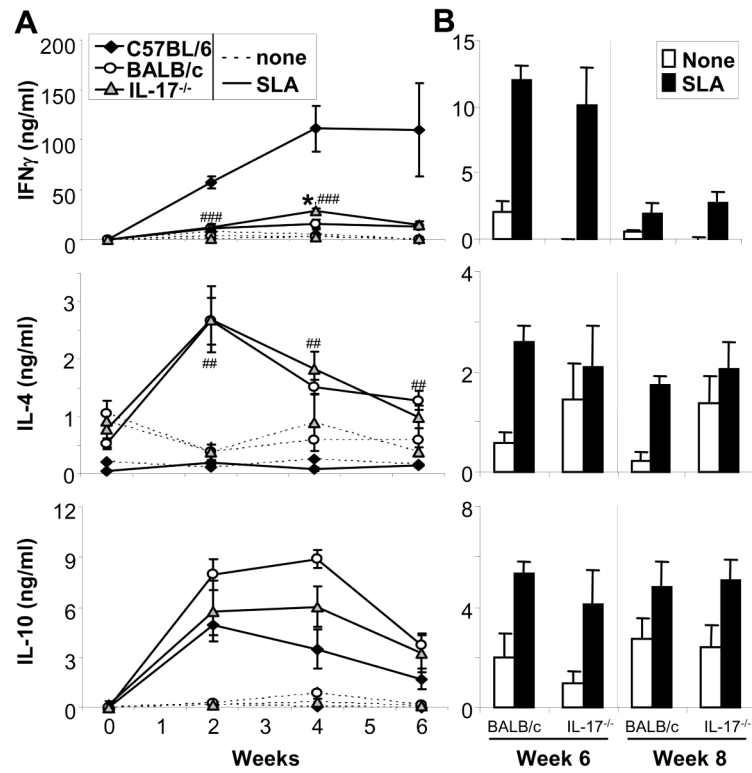 A
B
200
150
100
50
0
IFNγ (ng/ml)
C57BL/6
BALB/c
IL-17-/-
none
SLA
###
*,###
15
10
5
0
None
SLA
3
2
1
0
IL-4 (ng/ml)
##
##
##
4
2
0
12
9
6
3
0
IL-10 (ng/ml)
0 1 2 3 4 5 6
Weeks
8
4
0
BALB/c IL-17-/- BALB/c IL-17-/-
Week 6 Week 8